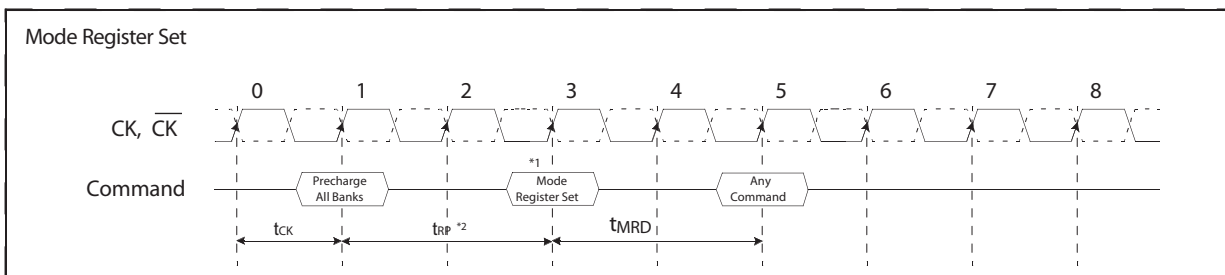 Mode Register Set
0 1 2 3 4 5 6 7 8
CK, C̅K̅
*1
Command
Precharge
All Banks
Mode
Register Set
Any
Command
tCK
tRP *2
tMRD